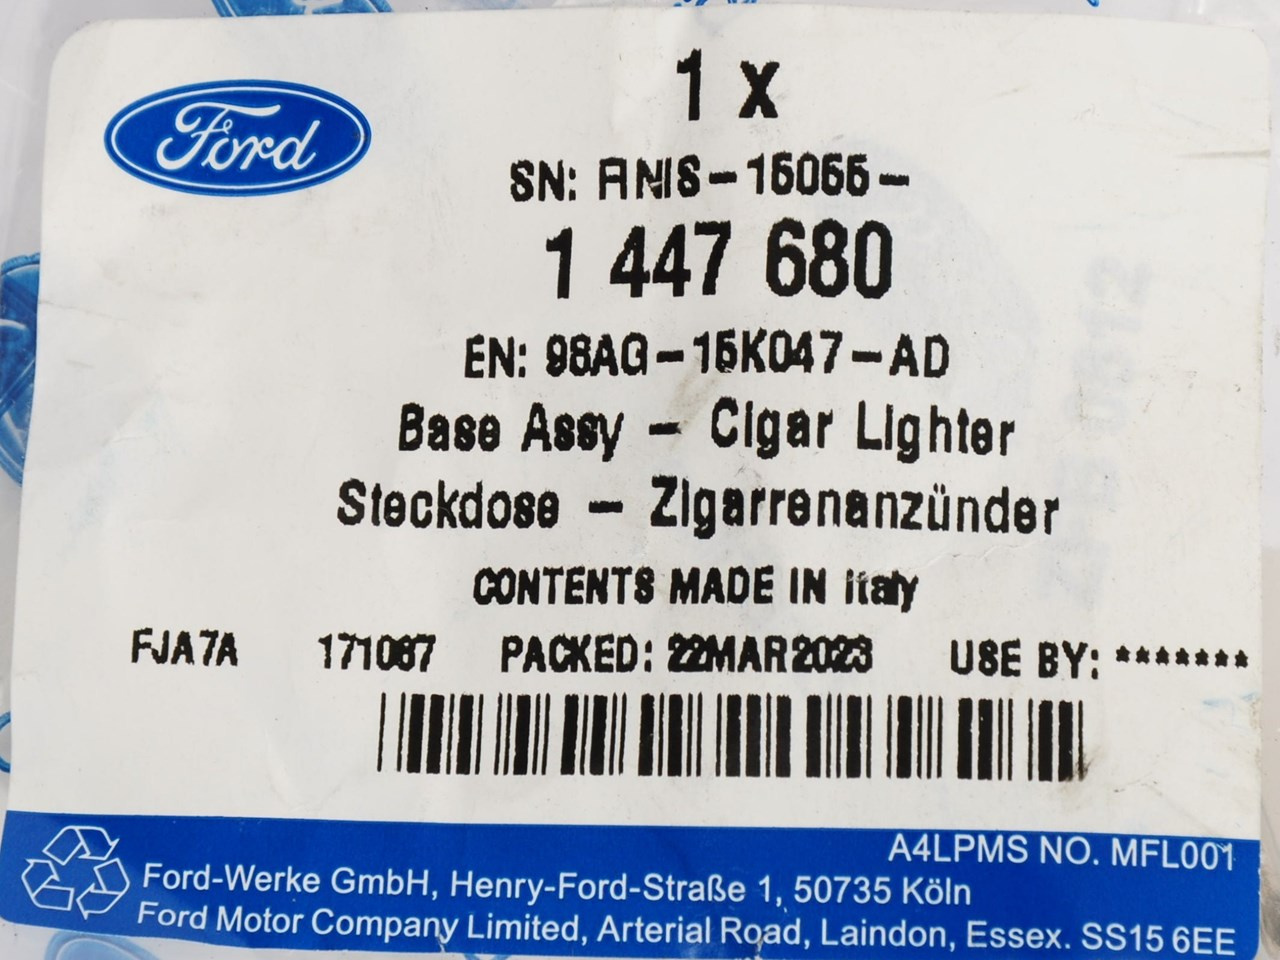 Ford
1 x
SN: RNIS-15055-
1 447 680
EN: 98AG-15K047-AD
Base Assy - Cigar Lighter
Steckdose - Zigarrenanzünder
CONTENTS MADE IN Italy
FJA7A 171067 PACKED: 22MAR2023 USE BY: *******
A4LPMS NO. MFL001
Ford-Werke GmbH, Henry-Ford-Straße 1, 50735 Köln
Ford Motor Company Limited, Arterial Road, Laindon, Essex. SS15 6EE